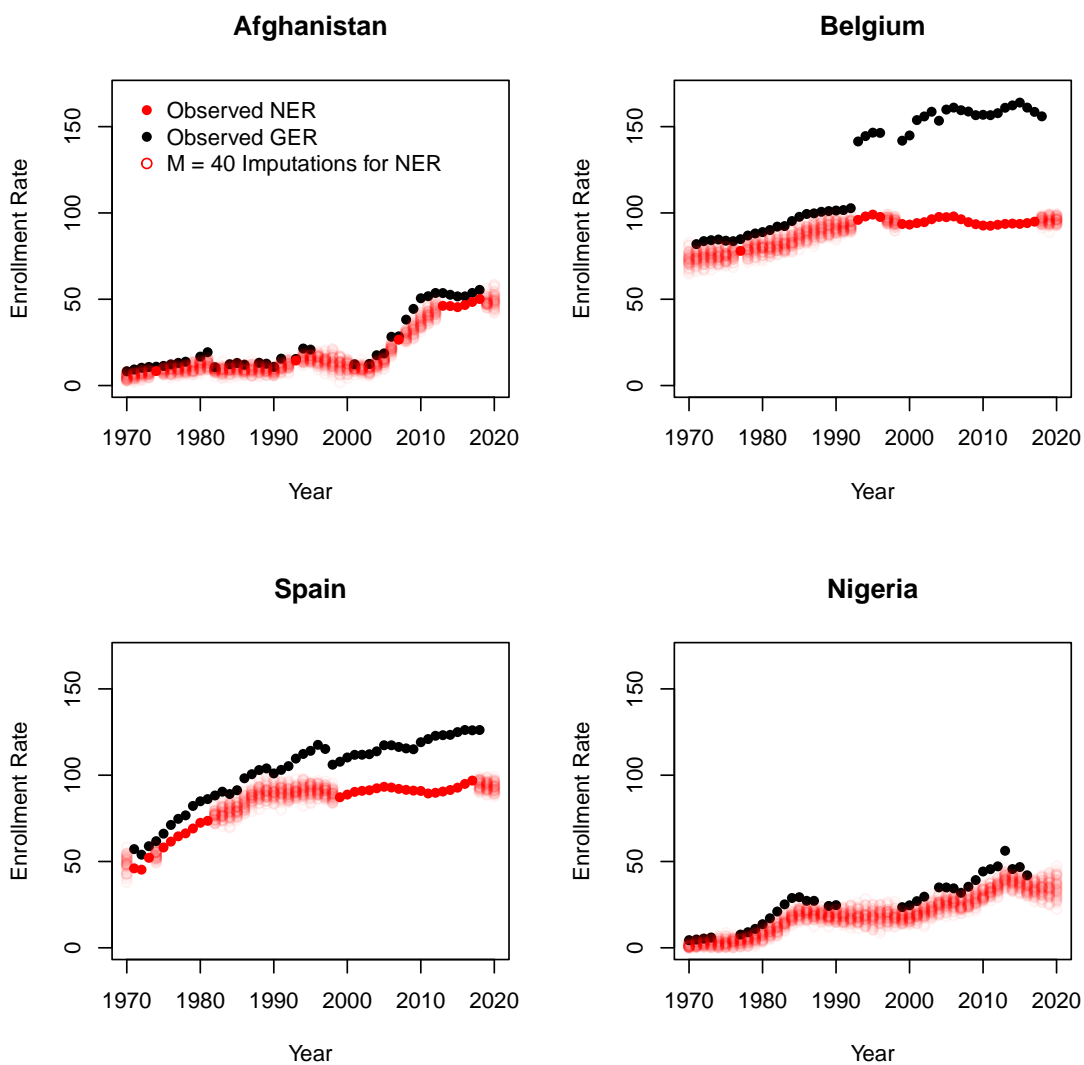 Afghanistan
Enrollment Rate
150
100
50
0
Observed NER
Observed GER
M = 40 Imputations for NER
1970 1980 1990 2000 2010 2020
Year
Belgium
Enrollment Rate
150
100
50
0
1970 1980 1990 2000 2010 2020
Year
Spain
Enrollment Rate
150
100
50
0
1970 1980 1990 2000 2010 2020
Year
Nigeria
Enrollment Rate
150
100
50
0
1970 1980 1990 2000 2010 2020
Year